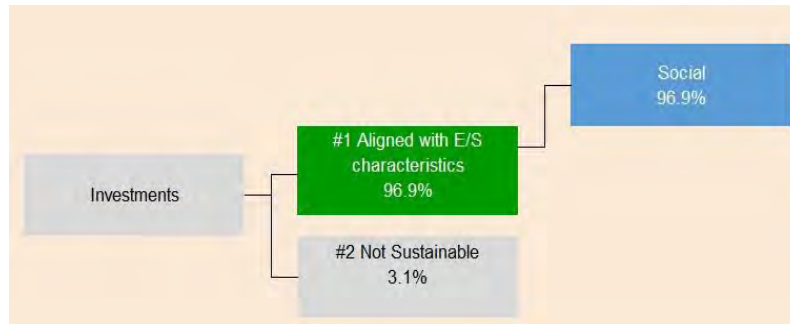 Social
96.9%
#1 Aligned with E/S
characteristics
96.9%
Investments
#2 Not Sustainable
3.1%